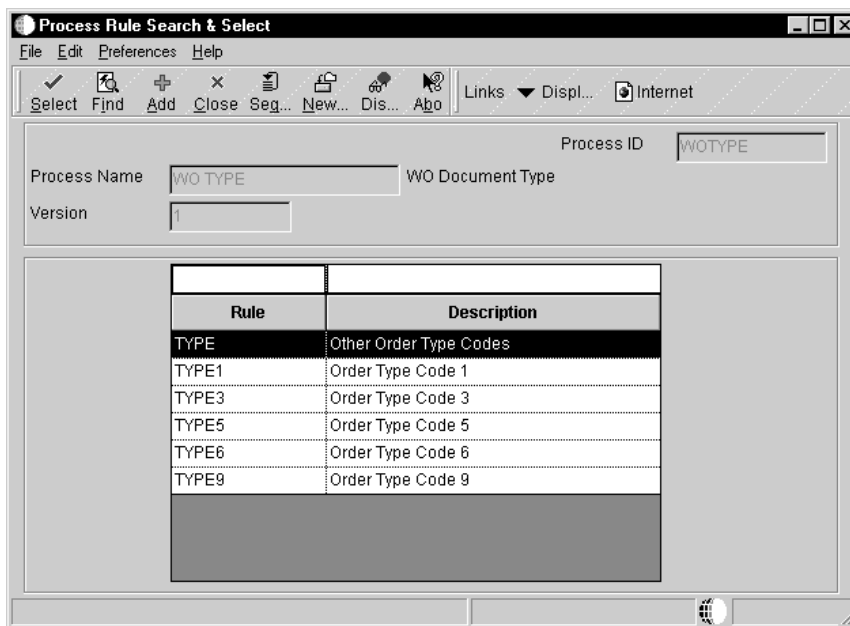 Process Rule Search & Select
File Edit Preferences Help
Select Find Add Close Seg... New... Dis... Abo Links Displ... Internet
Process ID WOTYPE
Process Name WO TYPE WO Document Type
Version 1
Rule Description
TYPE Other Order Type Codes
TYPE1 Order Type Code 1
TYPE3 Order Type Code 3
TYPE5 Order Type Code 5
TYPE6 Order Type Code 6
TYPE9 Order Type Code 9